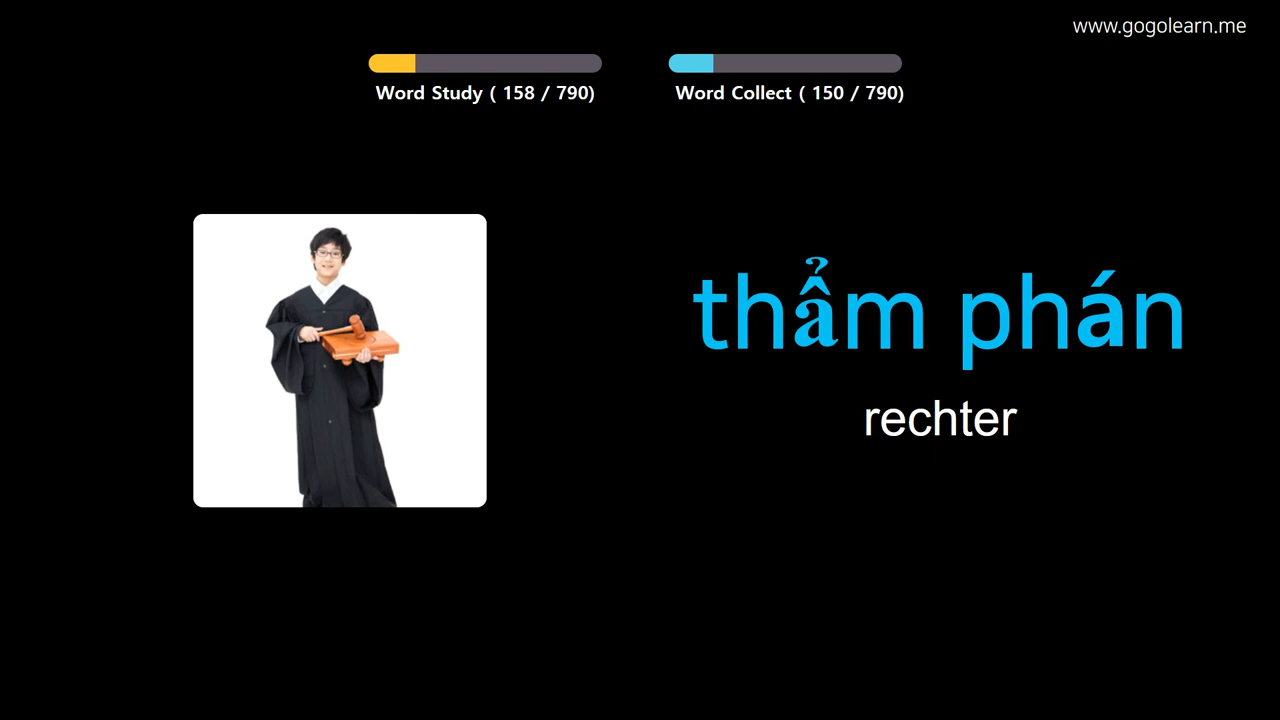 www.gogolearn.me
Word Study ( 158 / 790)
Word Collect ( 150 / 790)
thẩm phán
rechter